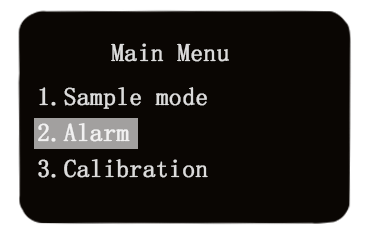 Main Menu
1.Sample mode
2.Alarm
3.Calibration